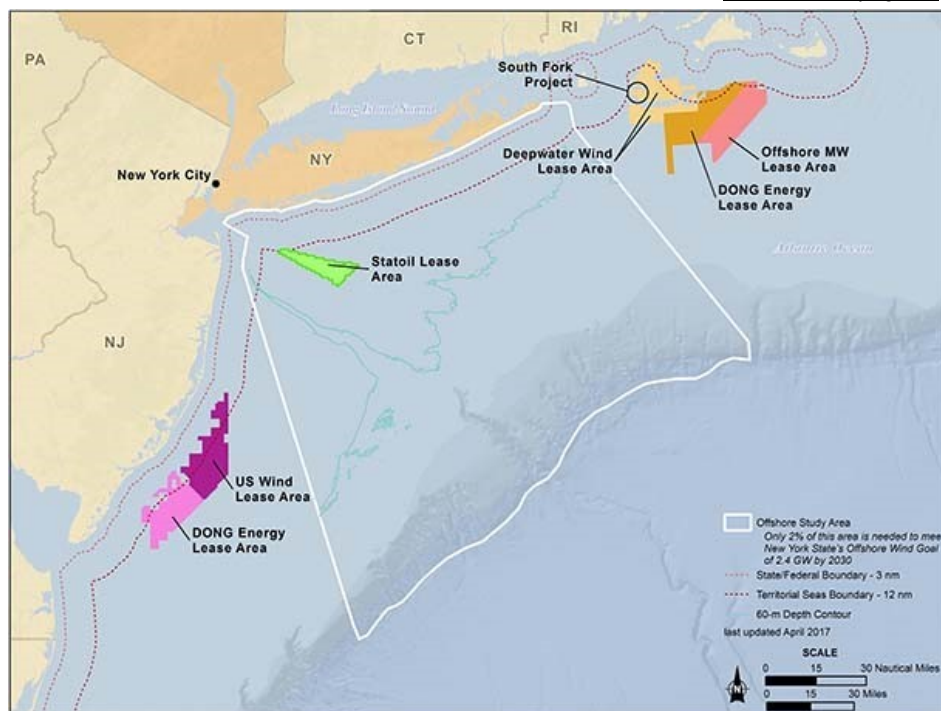 PA
CT
RI
South Fork
Project
Long Island Sound
NY
New York City
Deepwater Wind
Lease Area
Offshore MW
Lease Area
DONG Energy
Lease Area
Atlantic Ocean
Statoil Lease
Area
NJ
US Wind
Lease Area
DONG Energy
Lease Area
Offshore Study Area
Only 2% of this area is needed to meet
New York State's Offshore Wind Goal
of 2.4 GW by 2030
State/Federal Boundary - 3 nm
Territorial Seas Boundary - 12 nm
60-m Depth Contour
last updated April 2017
SCALE
0 15 30 Nautical Miles
0 15 30 Miles
N